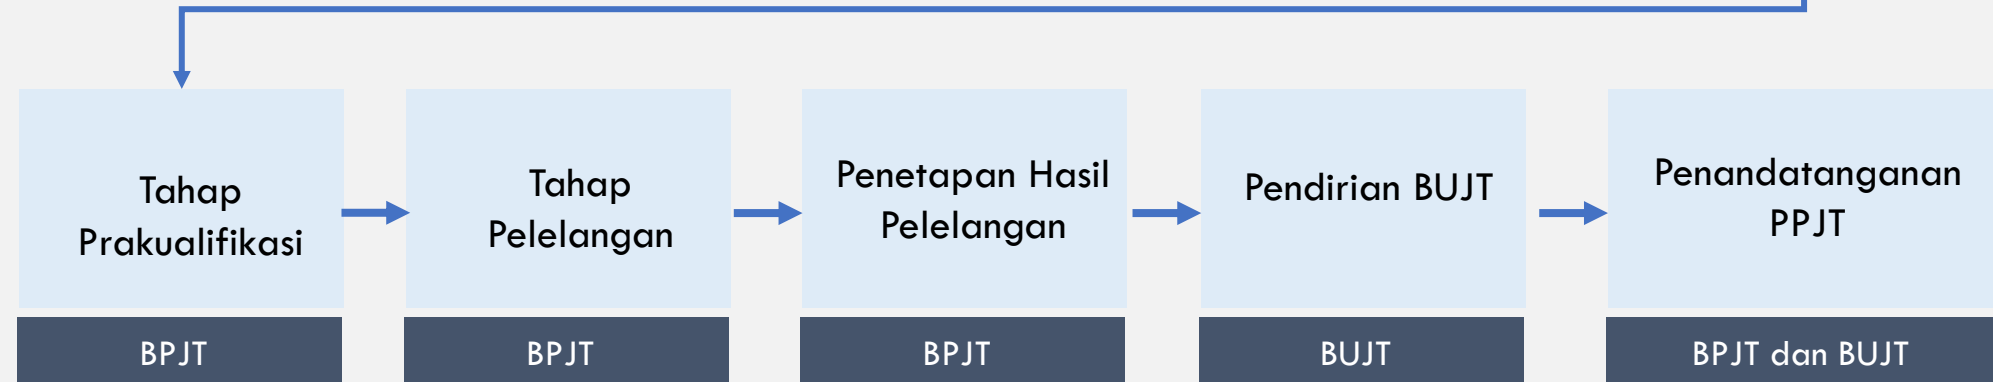 Tahap
Prakualifikasi
Tahap
Pelelangan
Penetapan Hasil
Pelelangan
Pendirian BUJT
Penandatanganan
PPJT
BPJT
BPJT
BPJT
BUJT
BPJT dan BUJT